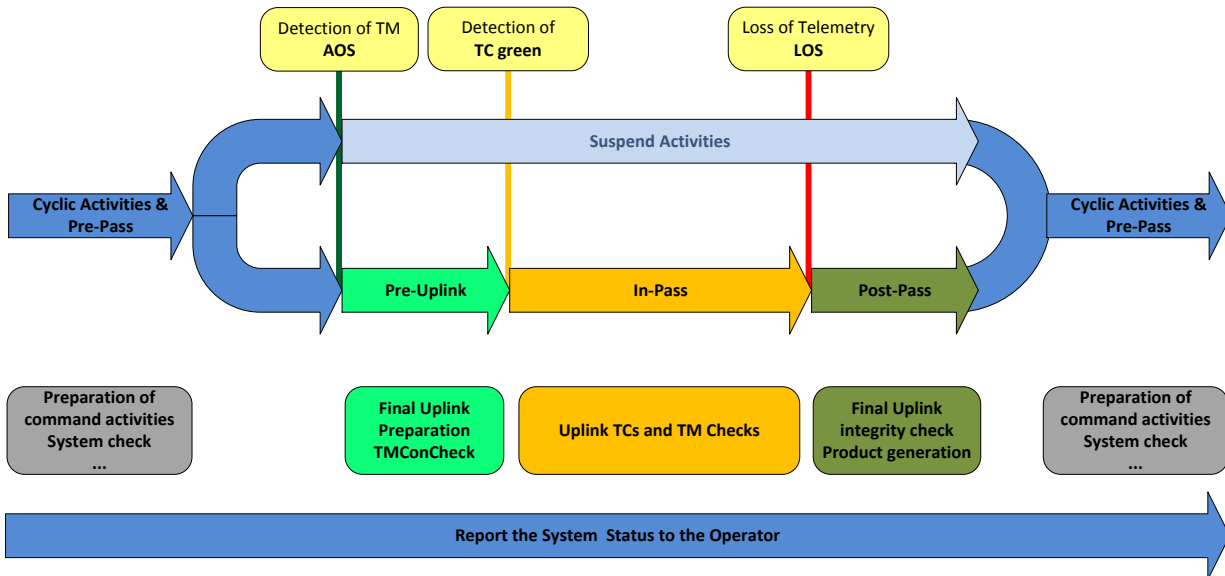 Detection of TM
AOS
Detection of
TC green
Loss of Telemetry
LOS
Suspend Activities
Cyclic Activities &
Pre-Pass
Cyclic Activities &
Pre-Pass
Pre-Uplink
In-Pass
Post-Pass
Preparation of
command activities
System check
...
Final Uplink
Preparation
TMConCheck
Uplink TCs and TM Checks
Final Uplink
integrity check
Product generation
Preparation of
command activities
System check
...
Report the System Status to the Operator